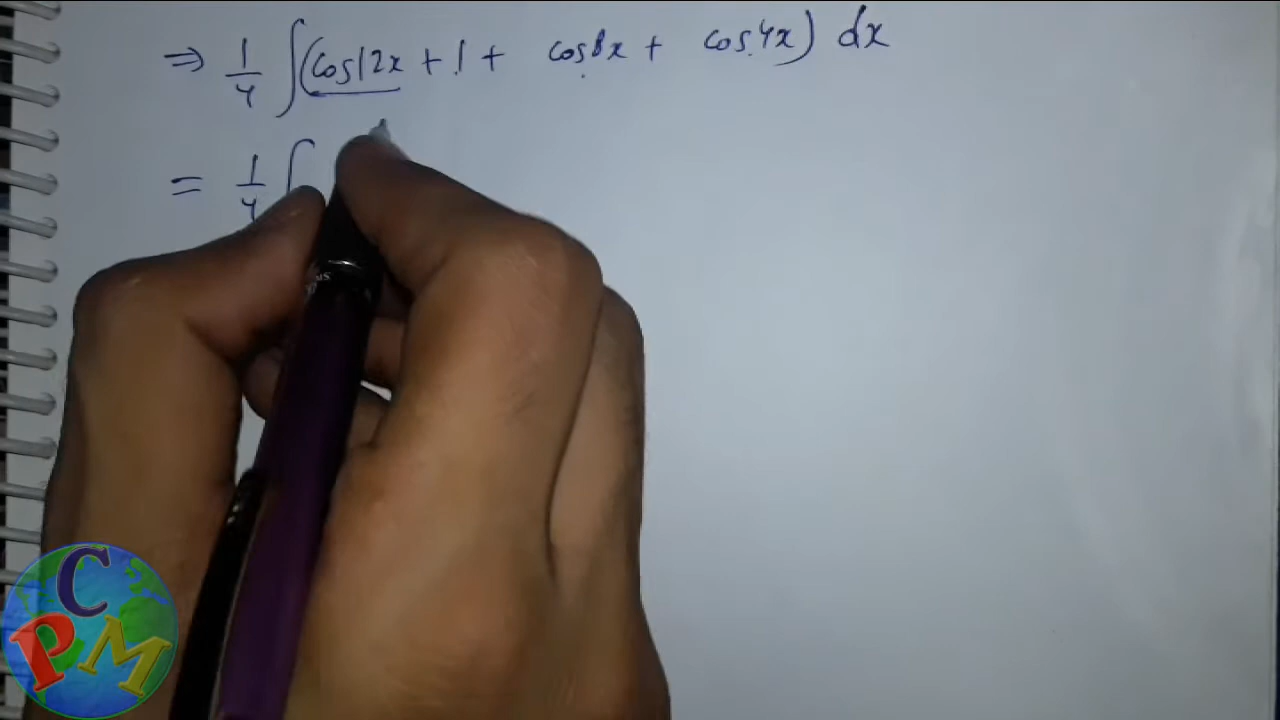 ⇒ 1/4 ∫(cos12x + 1 + cos8x + cos4x) dx
= 1/4 ∫
CPM